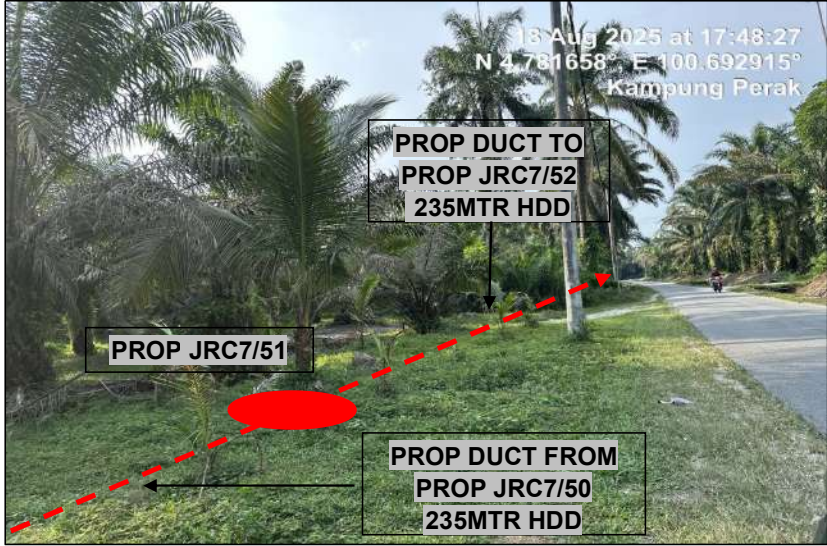 18 Aug 2025 at 17:48:27
N 4.781658°, E 100.692915°
Kampung Perak
PROP DUCT TO
PROP JRC7/52
235MTR HDD
PROP JRC7/51
PROP DUCT FROM
PROP JRC7/50
235MTR HDD